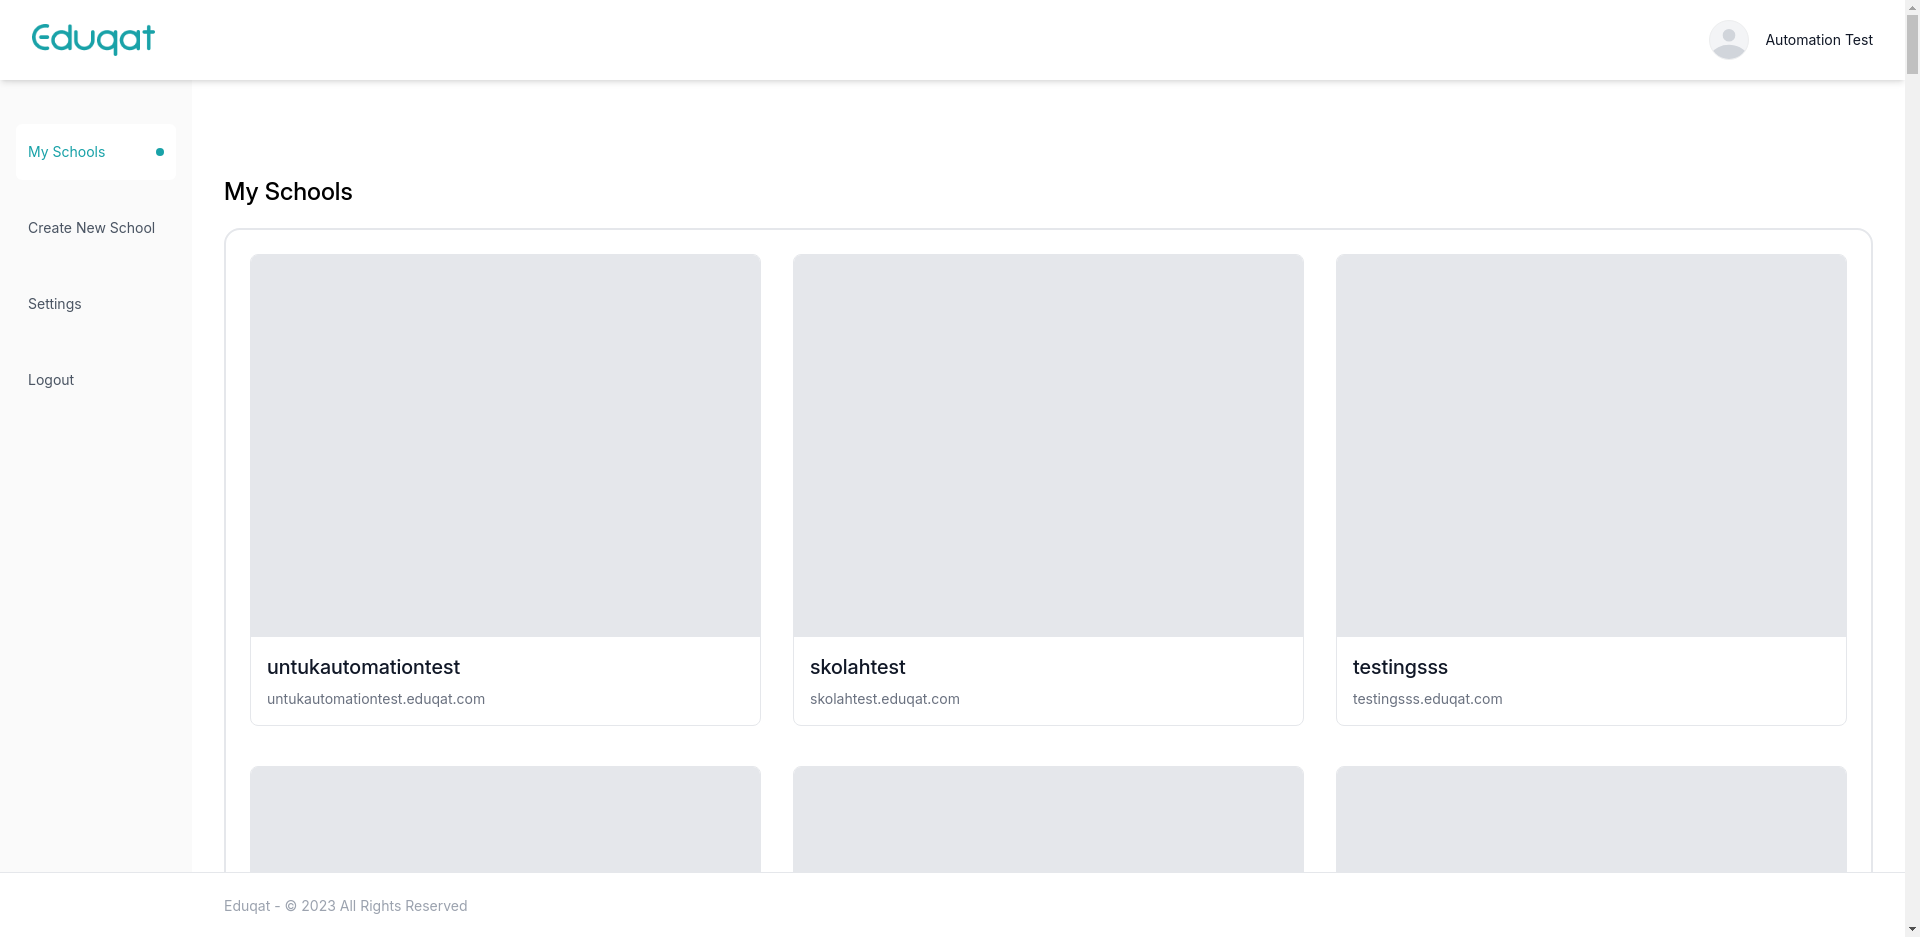 Eduqat
Automation Test
My Schools
Create New School
Settings
Logout
My Schools
untukautomationtest
untukautomationtest.eduqat.com
skolahtest
skolahtest.eduqat.com
testingsss
testingsss.eduqat.com
Eduqat - © 2023 All Rights Reserved